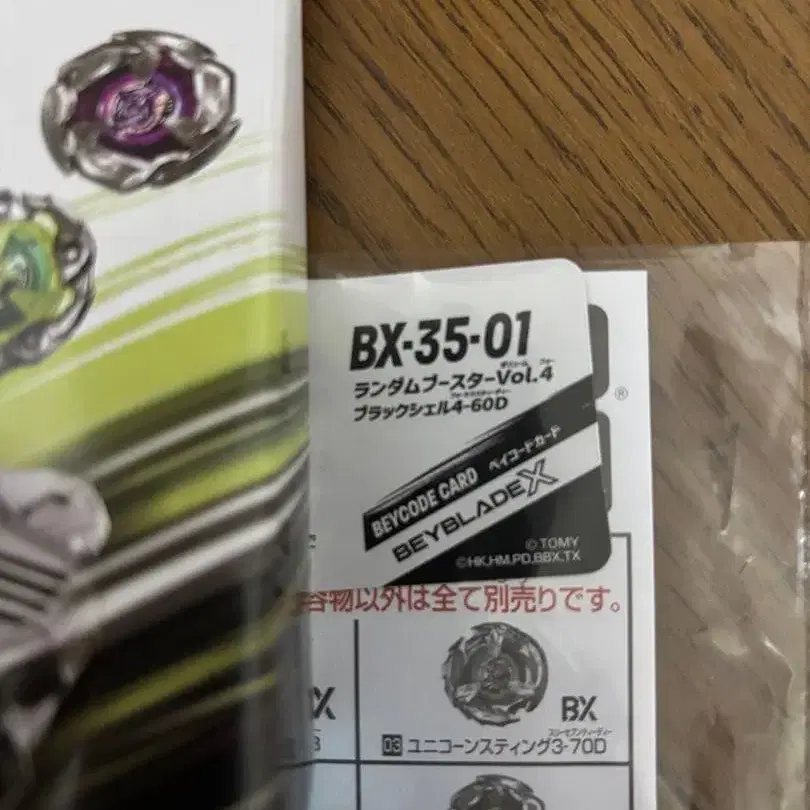 BX-35-01
ランダムブースターVol.4
ブラックシェル4-60D
BEYCODE CARD ベイコードカード
BEYBLADE X
© TOMY
©HK,HM,PD,BBX,TX
®
容物以外は全て別売りです。
X
BX
03 ユニコーンスティング3-70D